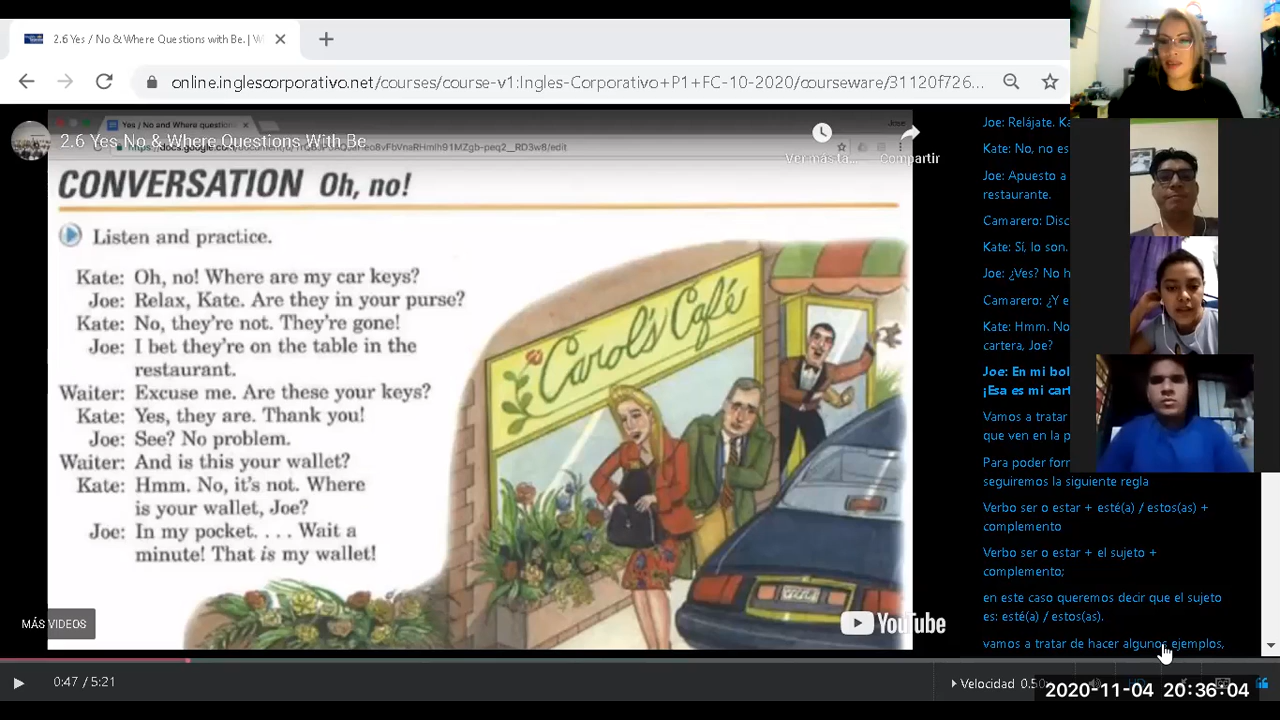 2.6 Yes / No & Where Questions with Be. | W
online.inglescorporativo.net/courses/course-v1:Ingles-Corporativo+P1+FC-10-2020/courseware/31120f726...
Yes / No and Where question
2.6 Yes No & Where Questions With Be
Ver más ta...
Compartir
CONVERSATION Oh, no!
Listen and practice.
Kate: Oh, no! Where are my car keys?
Joe: Relax, Kate. Are they in your purse?
Kate: No, they're not. They're gone!
Joe: I bet they're on the table in the
restaurant.
Waiter: Excuse me. Are these your keys?
Kate: Yes, they are. Thank you!
Joe: See? No problem.
Waiter: And is this your wallet?
Kate: Hmm. No, it's not. Where
is your wallet, Joe?
Joe: In my pocket. . . . Wait a
minute! That is my wallet!
Carol's Café
MÁS VIDEOS
YouTube
Joe: Relájate. Ka
Kate: No, no es
Joe: Apuesto a
restaurante.
Camarero: Disc
Kate: Sí, lo son.
Joe: ¿Ves? No h
Camarero: ¿Y e
Kate: Hmm. No
cartera, Joe?
Joe: En mi bol
¡Esa es mi cart
Vamos a tratar
que ven en la p
Para poder form
seguiremos la siguiente regla
Verbo ser o estar + esté(a) / estos(as) +
complemento
Verbo ser o estar + el sujeto +
complemento;
en este caso queremos decir que el sujeto
es: esté(a) / estos(as).
vamos a tratar de hacer algunos ejemplos,
0:47 / 5:21
Velocidad 0.50x
HD
2020-11-04 20:36:04